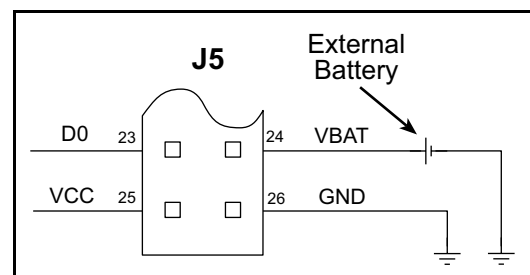 J5
External
Battery
D0 23 24 VBAT
VCC 25 26 GND